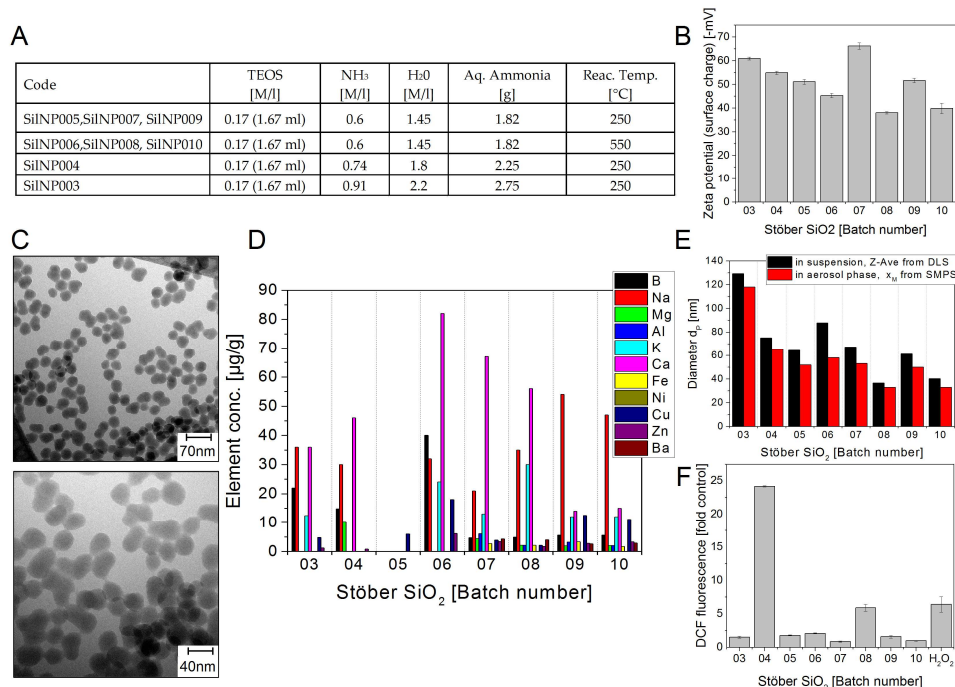 A
Code TEOS [M/l] NH₃ [M/l] H₂0 [M/l] Aq. Ammonia [g] Reac. Temp. [°C]
SilNP005,SilNP007, SilNP009 0.17 (1.67 ml) 0.6 1.45 1.82 250
SilNP006,SilNP008, SilNP010 0.17 (1.67 ml) 0.6 1.45 1.82 550
SilNP004 0.17 (1.67 ml) 0.74 1.8 2.25 250
SilNP003 0.17 (1.67 ml) 0.91 2.2 2.75 250
B
Zeta potential (surface charge) [-mV]
70
60
50
40
30
20
10
0
03 04 05 06 07 08 09 10
Stöber SiO2 [Batch number]
C
70nm
40nm
D
Element conc. [µg/g]
90
80
70
60
50
40
30
20
10
0
03 04 05 06 07 08 09 10
Stöber SiO₂ [Batch number]
B
Na
Mg
Al
K
Ca
Fe
Ni
Cu
Zn
Ba
E
Diameter dₚ [nm]
140
120
100
80
60
40
20
0
in suspension, Z-Ave from DLS
in aerosol phase, x_M from SMPS
03 04 05 06 07 08 09 10
Stöber SiO₂ [Batch number]
F
DCF fluorescence [fold control]
25
20
15
10
5
0
03 04 05 06 07 08 09 10 H₂O₂
Stöber SiO₂ [Batch number]